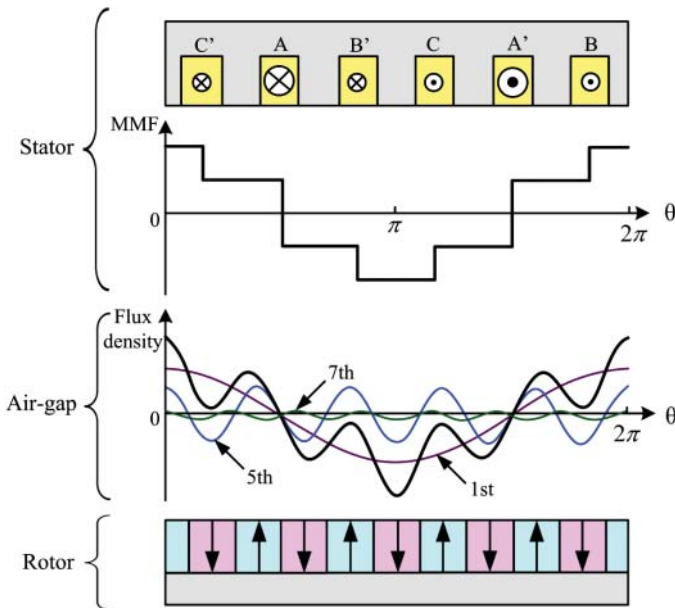 C' A B' C A' B
MMF
Stator
0 π θ
2π
Flux
density
7th
Air-gap
0 θ
2π
5th 1st
Rotor